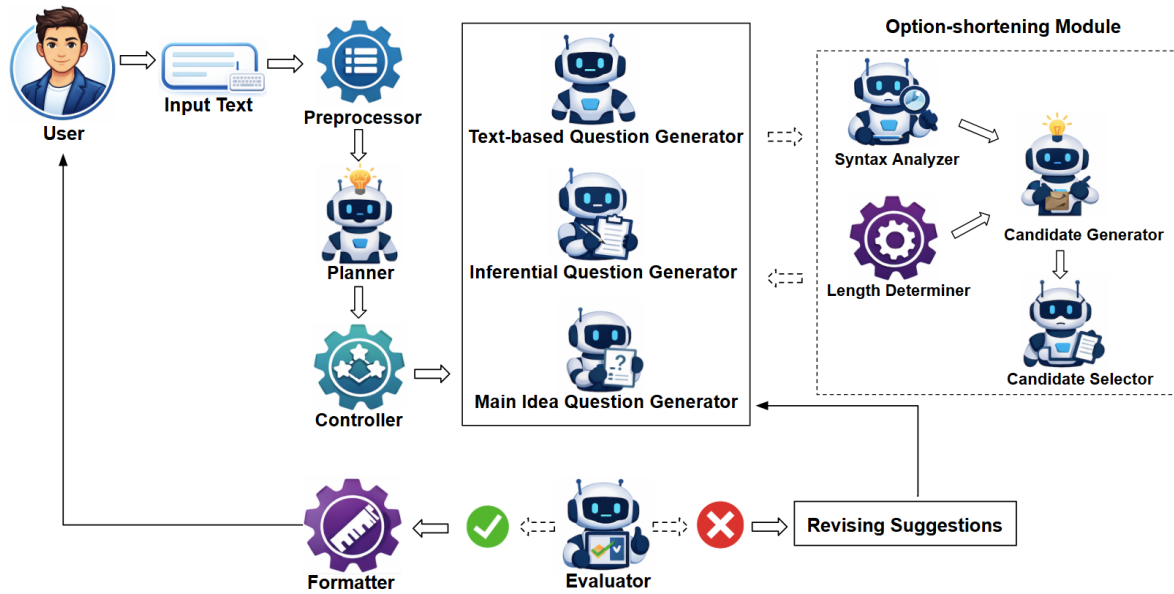 Option-shortening Module
User
Input Text
Preprocessor
Text-based Question Generator
Syntax Analyzer
Planner
Inferential Question Generator
Candidate Generator
Length Determiner
?
Controller
Main Idea Question Generator
Candidate Selector
Formatter
Evaluator
Revising Suggestions